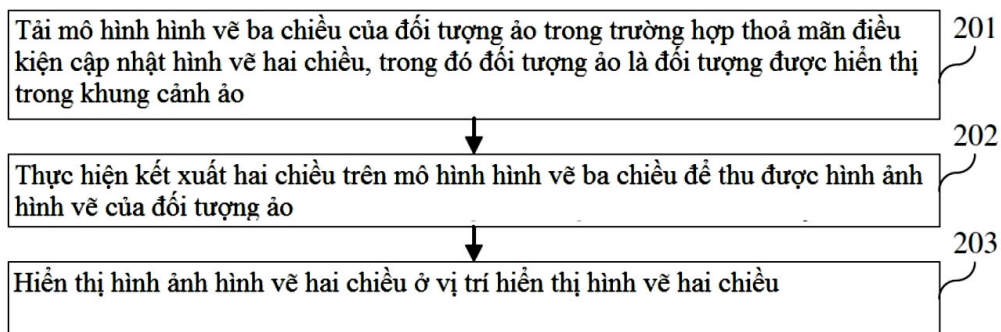 Tải mô hình hình vẽ ba chiều của đối tượng ảo trong trường hợp thoả mãn điều
kiện cập nhật hình vẽ hai chiều, trong đó đối tượng ảo là đối tượng được hiển thị
trong khung cảnh ảo
201
Thực hiện kết xuất hai chiều trên mô hình hình vẽ ba chiều để thu được hình ảnh
hình vẽ của đối tượng ảo
202
Hiển thị hình ảnh hình vẽ hai chiều ở vị trí hiển thị hình vẽ hai chiều
203